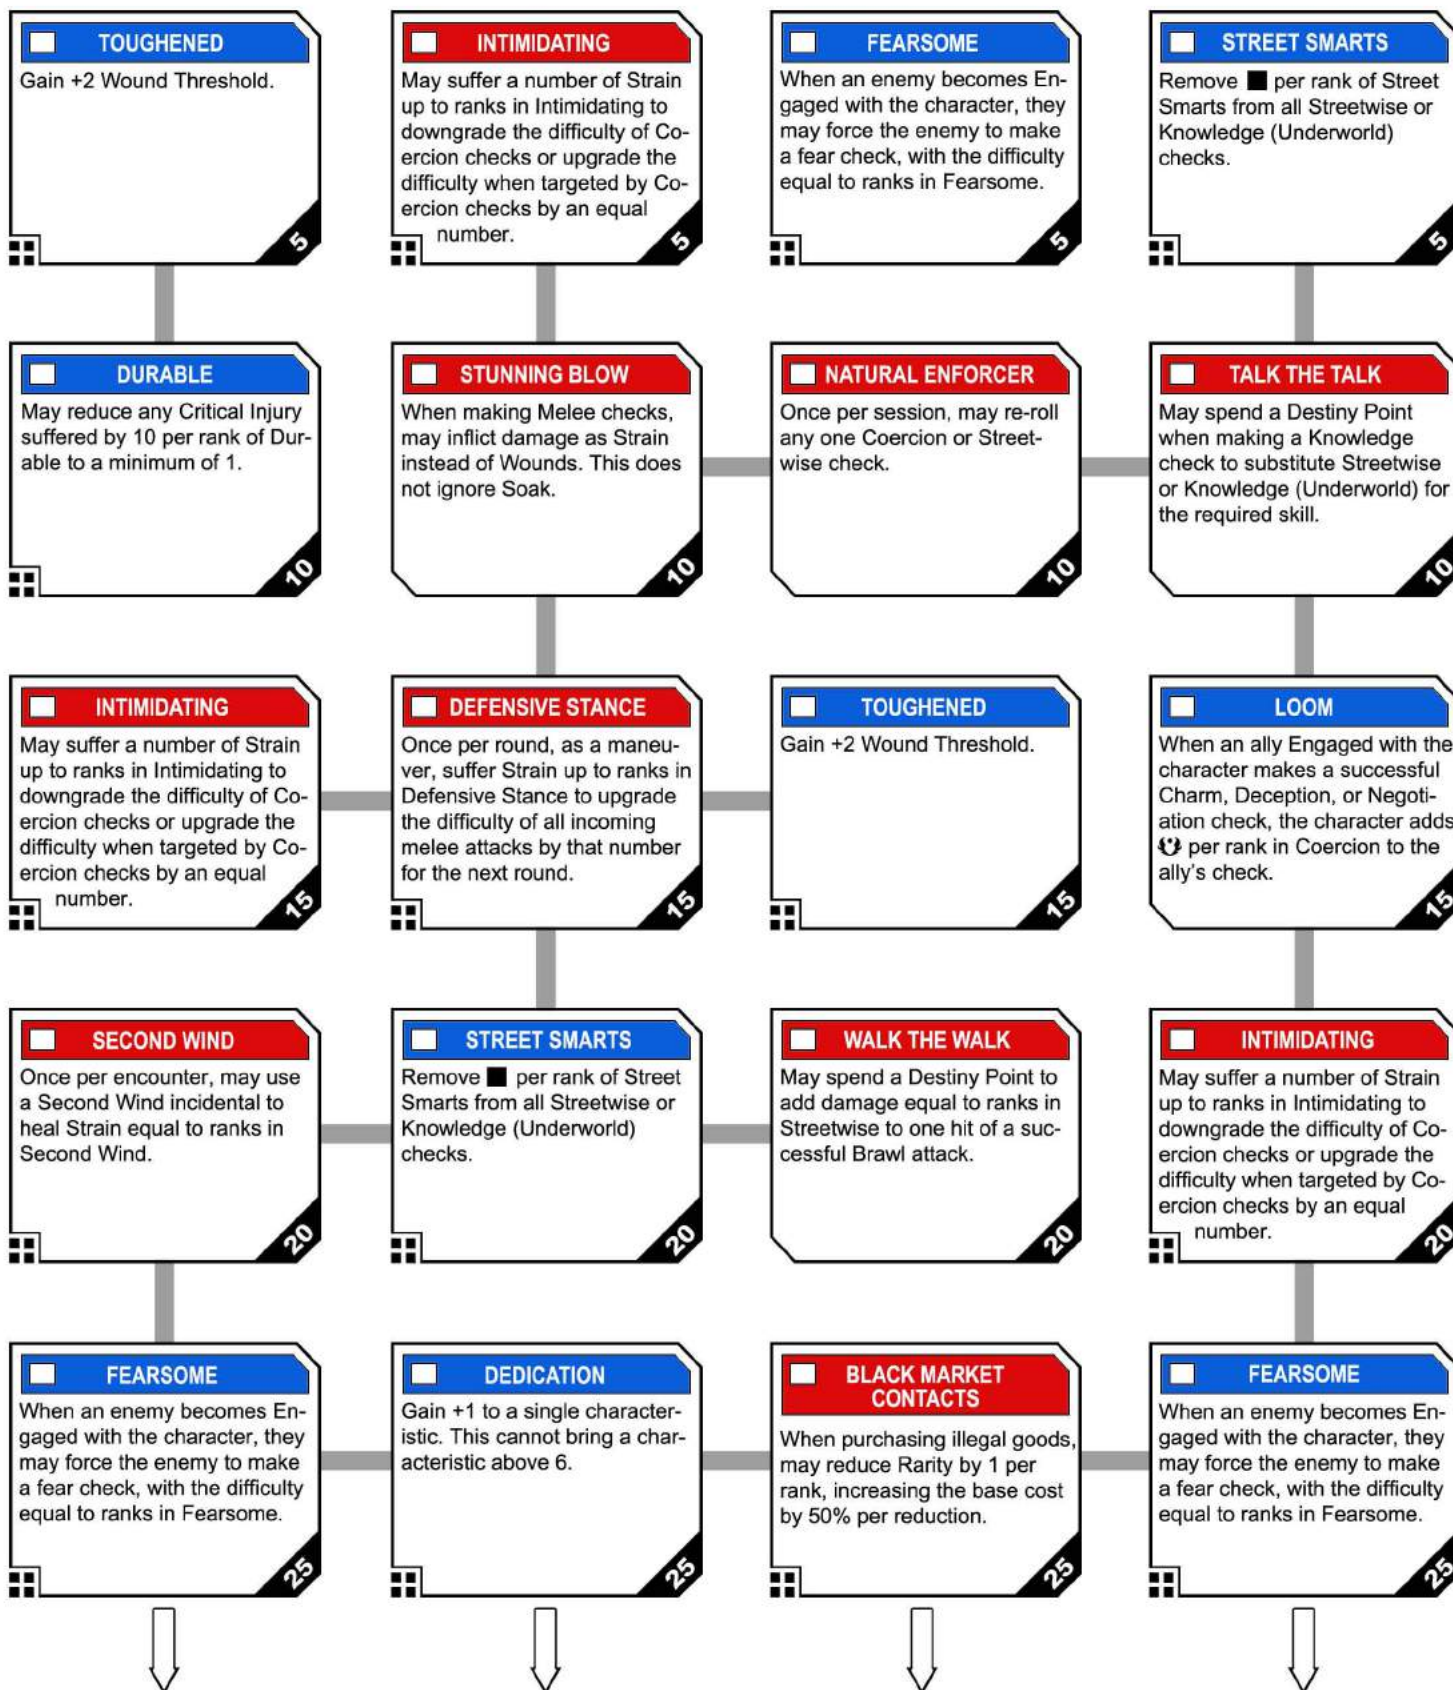 TOUGHENED
Gain +2 Wound Threshold.
5
INTIMIDATING
May suffer a number of Strain
up to ranks in Intimidating to
downgrade the difficulty of Co-
ercion checks or upgrade the
difficulty when targeted by Co-
ercion checks by an equal
number.
5
FEARSOME
When an enemy becomes En-
gaged with the character, they
may force the enemy to make
a fear check, with the difficulty
equal to ranks in Fearsome.
5
STREET SMARTS
Remove ■ per rank of Street
Smarts from all Streetwise or
Knowledge (Underworld)
checks.
5
DURABLE
May reduce any Critical Injury
suffered by 10 per rank of Dur-
able to a minimum of 1.
10
STUNNING BLOW
When making Melee checks,
may inflict damage as Strain
instead of Wounds. This does
not ignore Soak.
10
NATURAL ENFORCER
Once per session, may re-roll
any one Coercion or Street-
wise check.
10
TALK THE TALK
May spend a Destiny Point
when making a Knowledge
check to substitute Streetwise
or Knowledge (Underworld) for
the required skill.
10
INTIMIDATING
May suffer a number of Strain
up to ranks in Intimidating to
downgrade the difficulty of Co-
ercion checks or upgrade the
difficulty when targeted by Co-
ercion checks by an equal
number.
15
DEFENSIVE STANCE
Once per round, as a maneu-
ver, suffer Strain up to ranks in
Defensive Stance to upgrade
the difficulty of all incoming
melee attacks by that number
for the next round.
15
TOUGHENED
Gain +2 Wound Threshold.
15
LOOM
When an ally Engaged with the
character makes a successful
Charm, Deception, or Negoti-
ation check, the character adds
per rank in Coercion to the
ally's check.
15
SECOND WIND
Once per encounter, may use
a Second Wind incidental to
heal Strain equal to ranks in
Second Wind.
20
STREET SMARTS
Remove ■ per rank of Street
Smarts from all Streetwise or
Knowledge (Underworld)
checks.
20
WALK THE WALK
May spend a Destiny Point to
add damage equal to ranks in
Streetwise to one hit of a suc-
cessful Brawl attack.
20
INTIMIDATING
May suffer a number of Strain
up to ranks in Intimidating to
downgrade the difficulty of Co-
ercion checks or upgrade the
difficulty when targeted by Co-
ercion checks by an equal
number.
20
FEARSOME
When an enemy becomes En-
gaged with the character, they
may force the enemy to make
a fear check, with the difficulty
equal to ranks in Fearsome.
25
DEDICATION
Gain +1 to a single character-
istic. This cannot bring a char-
acteristic above 6.
25
BLACK MARKET
CONTACTS
When purchasing illegal goods,
may reduce Rarity by 1 per
rank, increasing the base cost
by 50% per reduction.
25
FEARSOME
When an enemy becomes En-
gaged with the character, they
may force the enemy to make
a fear check, with the difficulty
equal to ranks in Fearsome.
25